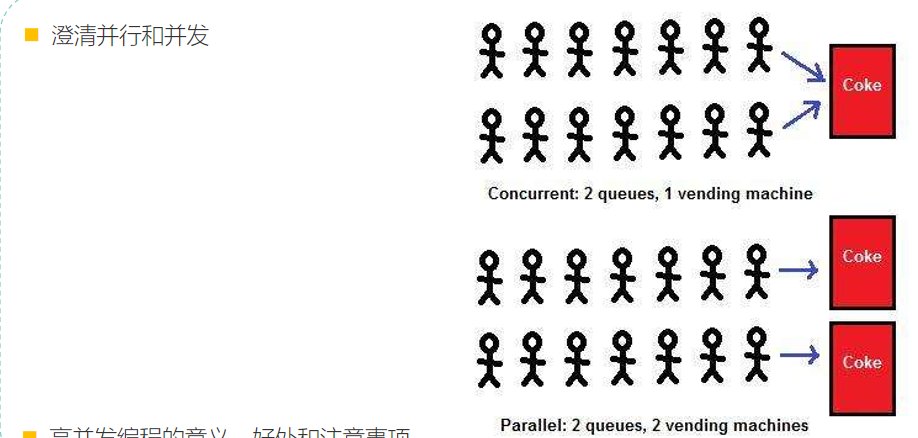 澄清并行和并发
Coke
Concurrent: 2 queues, 1 vending machine
Coke
Coke
Parallel: 2 queues, 2 vending machines
高并发编程的意义、好处和注意事项